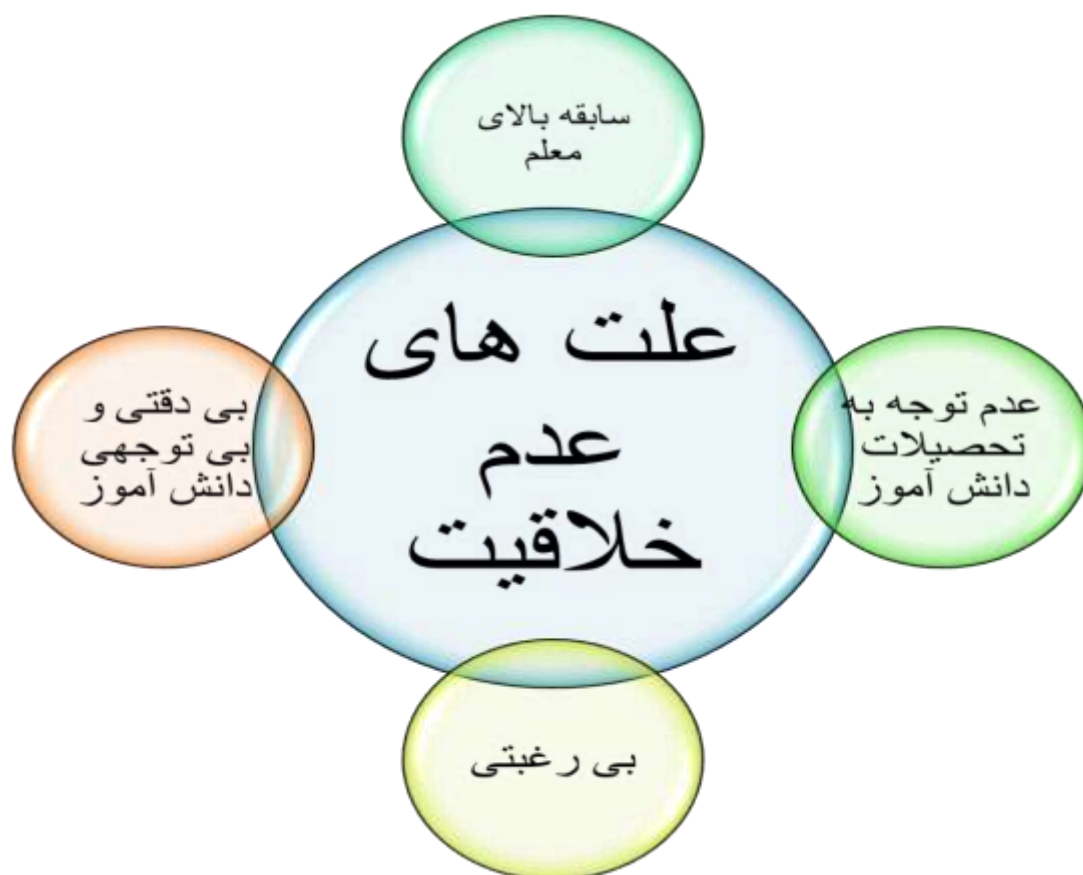 سابقه بالای
معلم
علت های
عدم
خلاقیت
عدم توجه به
تحصیلات
دانش آموز
بی دقتی و
بی توجهی
دانش آموز
بی رغبتی